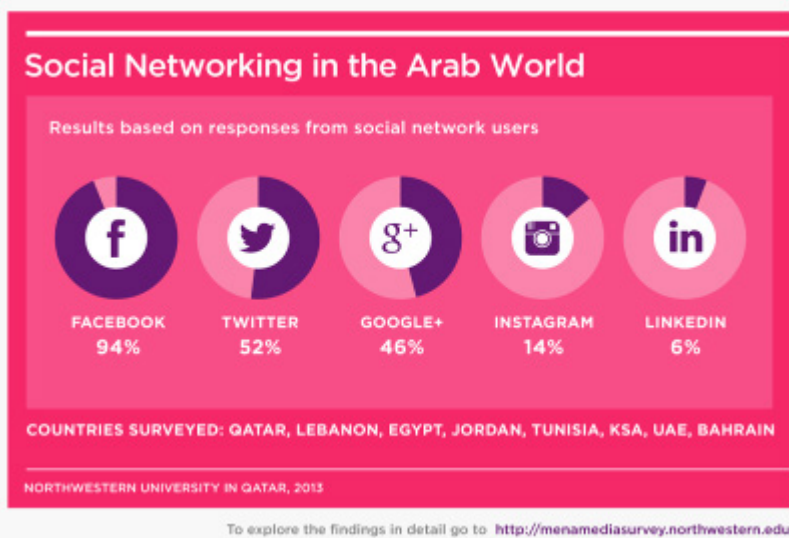 Social Networking in the Arab World
Results based on responses from social network users
f
g+
in
FACEBOOK
94%
TWITTER
52%
GOOGLE+
46%
INSTAGRAM
14%
LINKEDIN
6%
COUNTRIES SURVEYED: QATAR, LEBANON, EGYPT, JORDAN, TUNISIA, KSA, UAE, BAHRAIN
NORTHWESTERN UNIVERSITY IN QATAR, 2013
To explore the findings in detail go to http://menamediasurvey.northwestern.edu